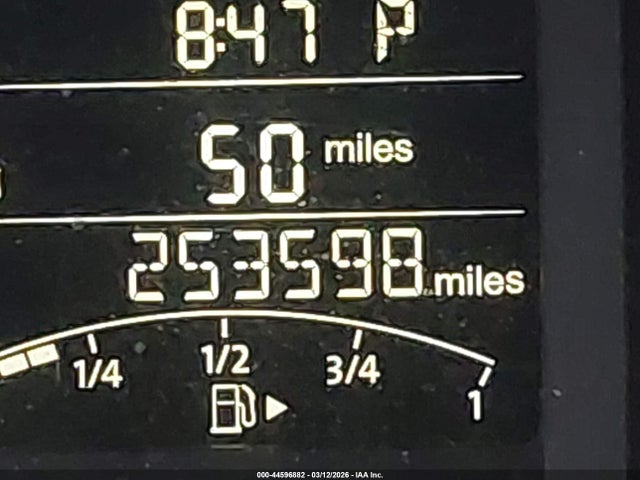 8:47 P
50 miles
253598 miles
1/4 1/2 3/4 1
000-44596882 - 03/12/2026 - IAA Inc.